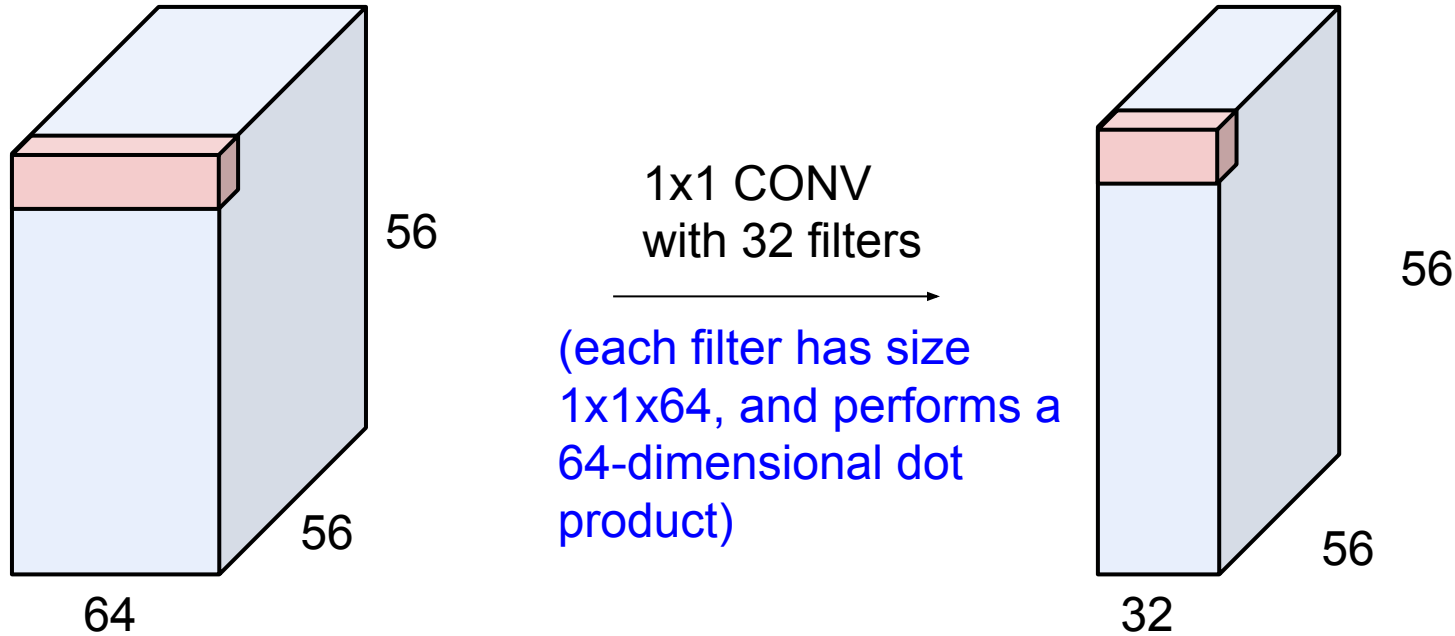 56
56
64
1x1 CONV
with 32 filters
(each filter has size
1x1x64, and performs a
64-dimensional dot
product)
56
56
32